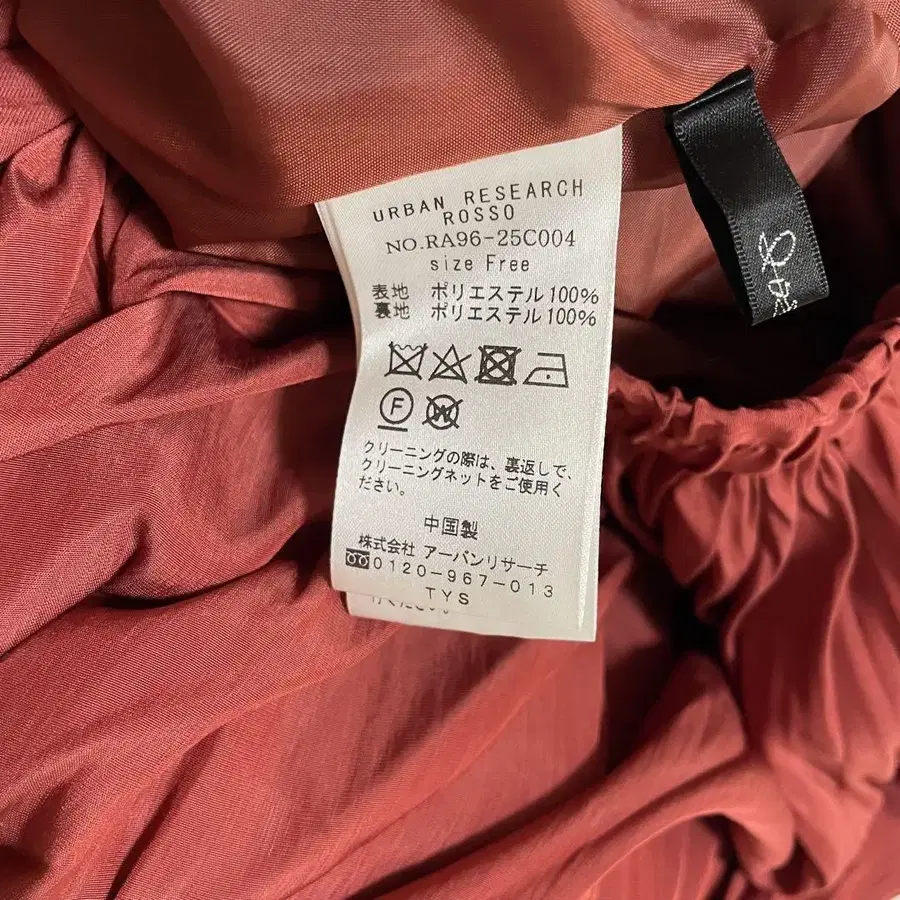 URBAN RESEARCH
ROSSO
NO.RA96-25C004
size Free
表地 ポリエステル100%
裏地 ポリエステル100%
F
W
クリーニングの際は、裏返しで、
クリーニングネットをご使用く
ださい。
中国製
株式会社 アーバンリサーチ
0120-967-013
TYS